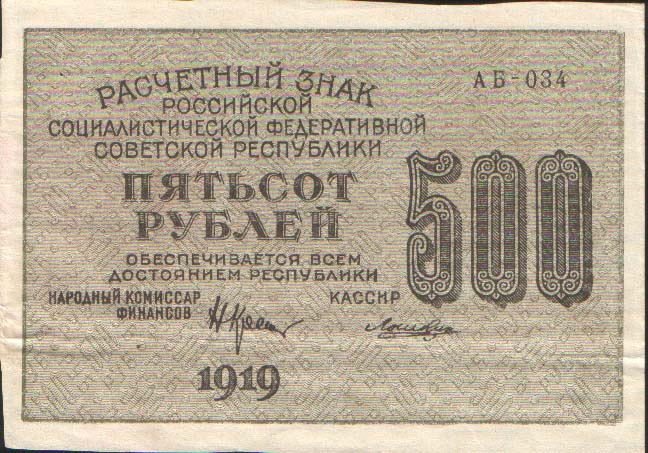 РАСЧЕТНЫЙ ЗНАК
РОССИЙСКОЙ
СОЦИАЛИСТИЧЕСКОЙ ФЕДЕРАТИВНОЙ
СОВЕТСКОЙ РЕСПУБЛИКИ
АБ-034
ПЯТЬСОТ
РУБЛЕЙ
500
ОБЕСПЕЧИВАЕТСЯ ВСЕМ
ДОСТОЯНИЕМ РЕСПУБЛИКИ
НАРОДНЫЙ КОМИССАР
ФИНАНСОВ
КАССИР
1919